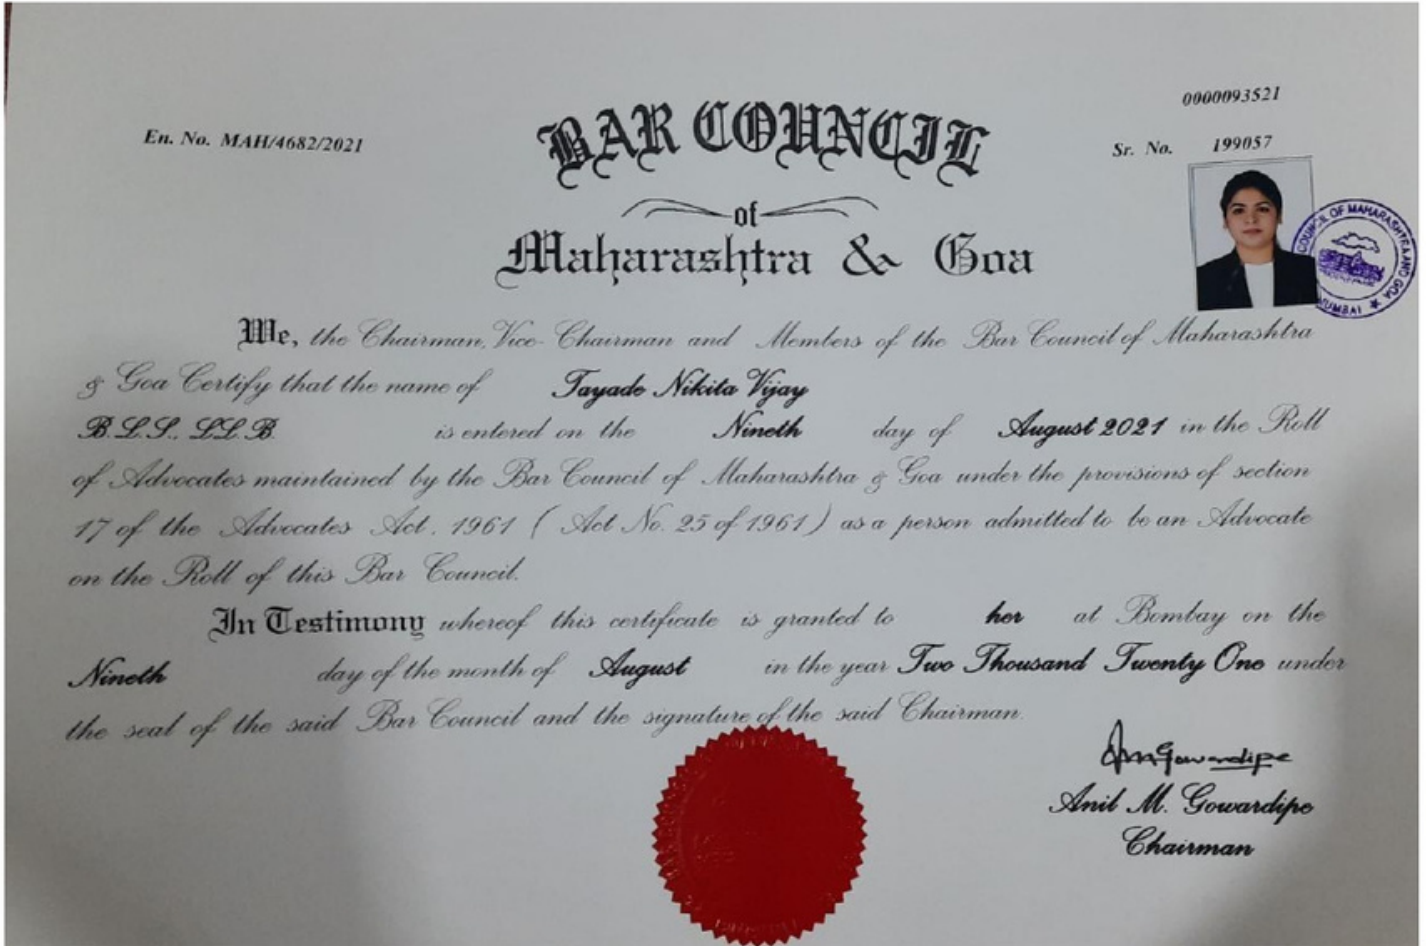 0000093521
En. No. MAH/4682/2021
Sr. No. 199057
BAR COUNCIL
of
Maharashtra & Goa
COUNCIL OF MAHARASHTRA AND GOA
MUMBAI
We, the Chairman, Vice-Chairman and Members of the Bar Council of Maharashtra
& Goa Certify that the name of Tayade Nikita Vijay
B.L.S., LL.B. is entered on the Nineth day of August 2021 in the Roll
of Advocates maintained by the Bar Council of Maharashtra & Goa under the provisions of section
17 of the Advocates Act, 1961 ( Act No. 25 of 1961 ) as a person admitted to be an Advocate
on the Roll of this Bar Council.
In Testimony whereof this certificate is granted to her at Bombay on the
Nineth day of the month of August in the year Two Thousand Twenty One under
the seal of the said Bar Council and the signature of the said Chairman.
Anil M. Gowardipe
Chairman